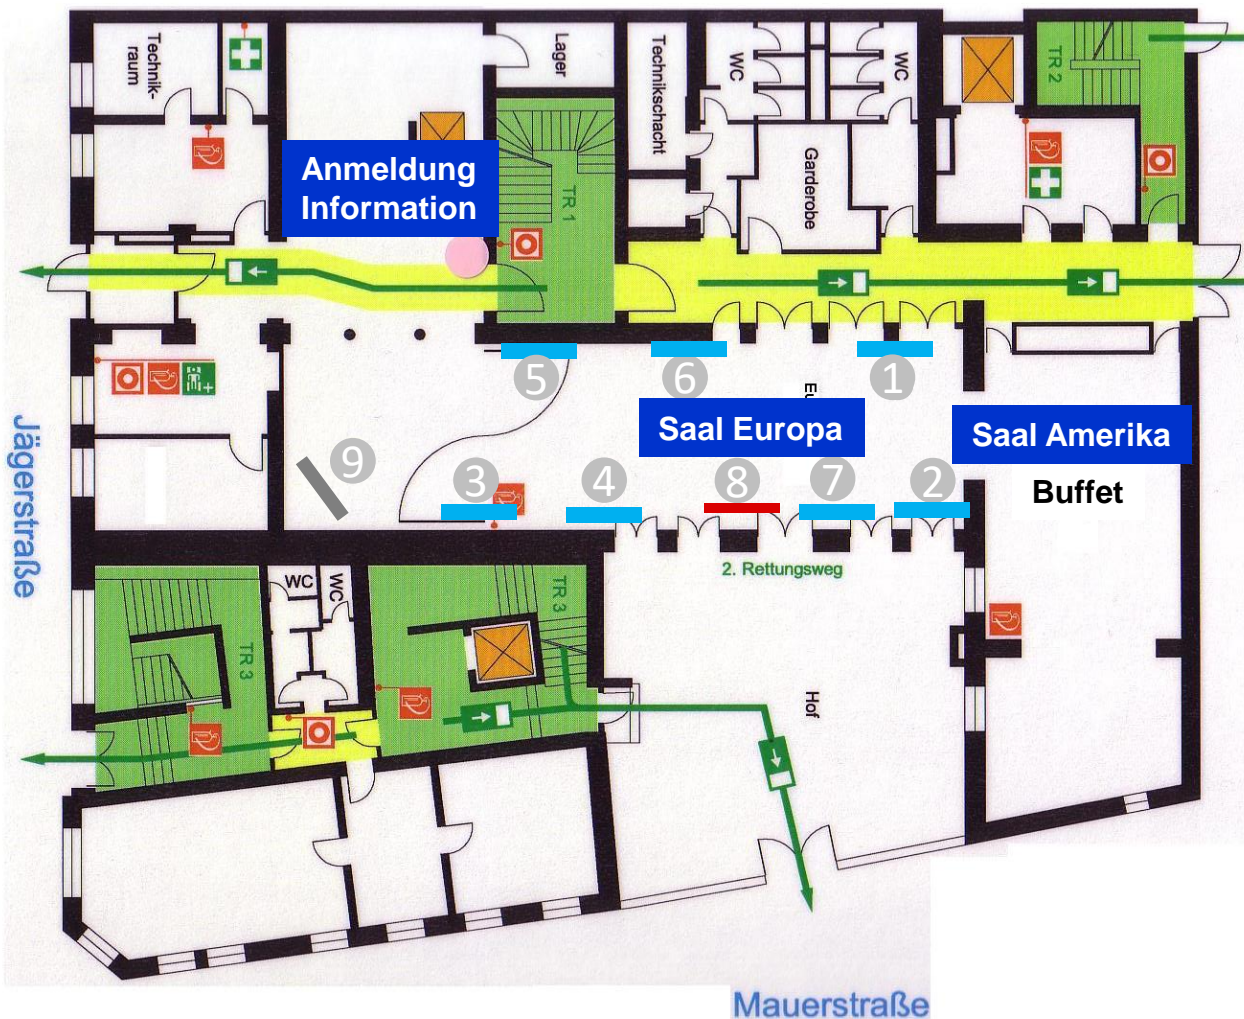 Technik-
raum
Lager
Technikschacht
WC
WC
TR 2
Anmeldung
Information
TR 1
Garderobe
5
6
1
Eu
Saal Europa
Saal Amerika
Buffet
9
3
4
8
7
2
2. Rettungsweg
Jägerstraße
WC
WC
TR 3
TR 3
Hof
Mauerstraße